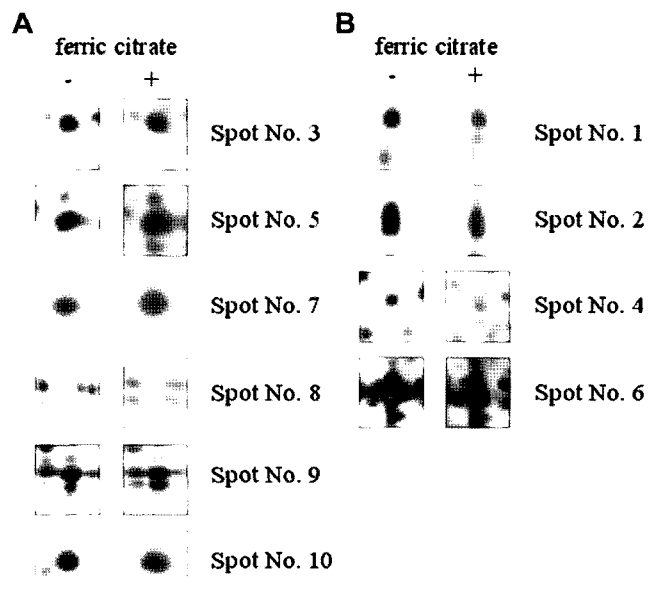 A
ferric citrate
- +
Spot No. 3
Spot No. 5
Spot No. 7
Spot No. 8
Spot No. 9
Spot No. 10
B
ferric citrate
- +
Spot No. 1
Spot No. 2
Spot No. 4
Spot No. 6